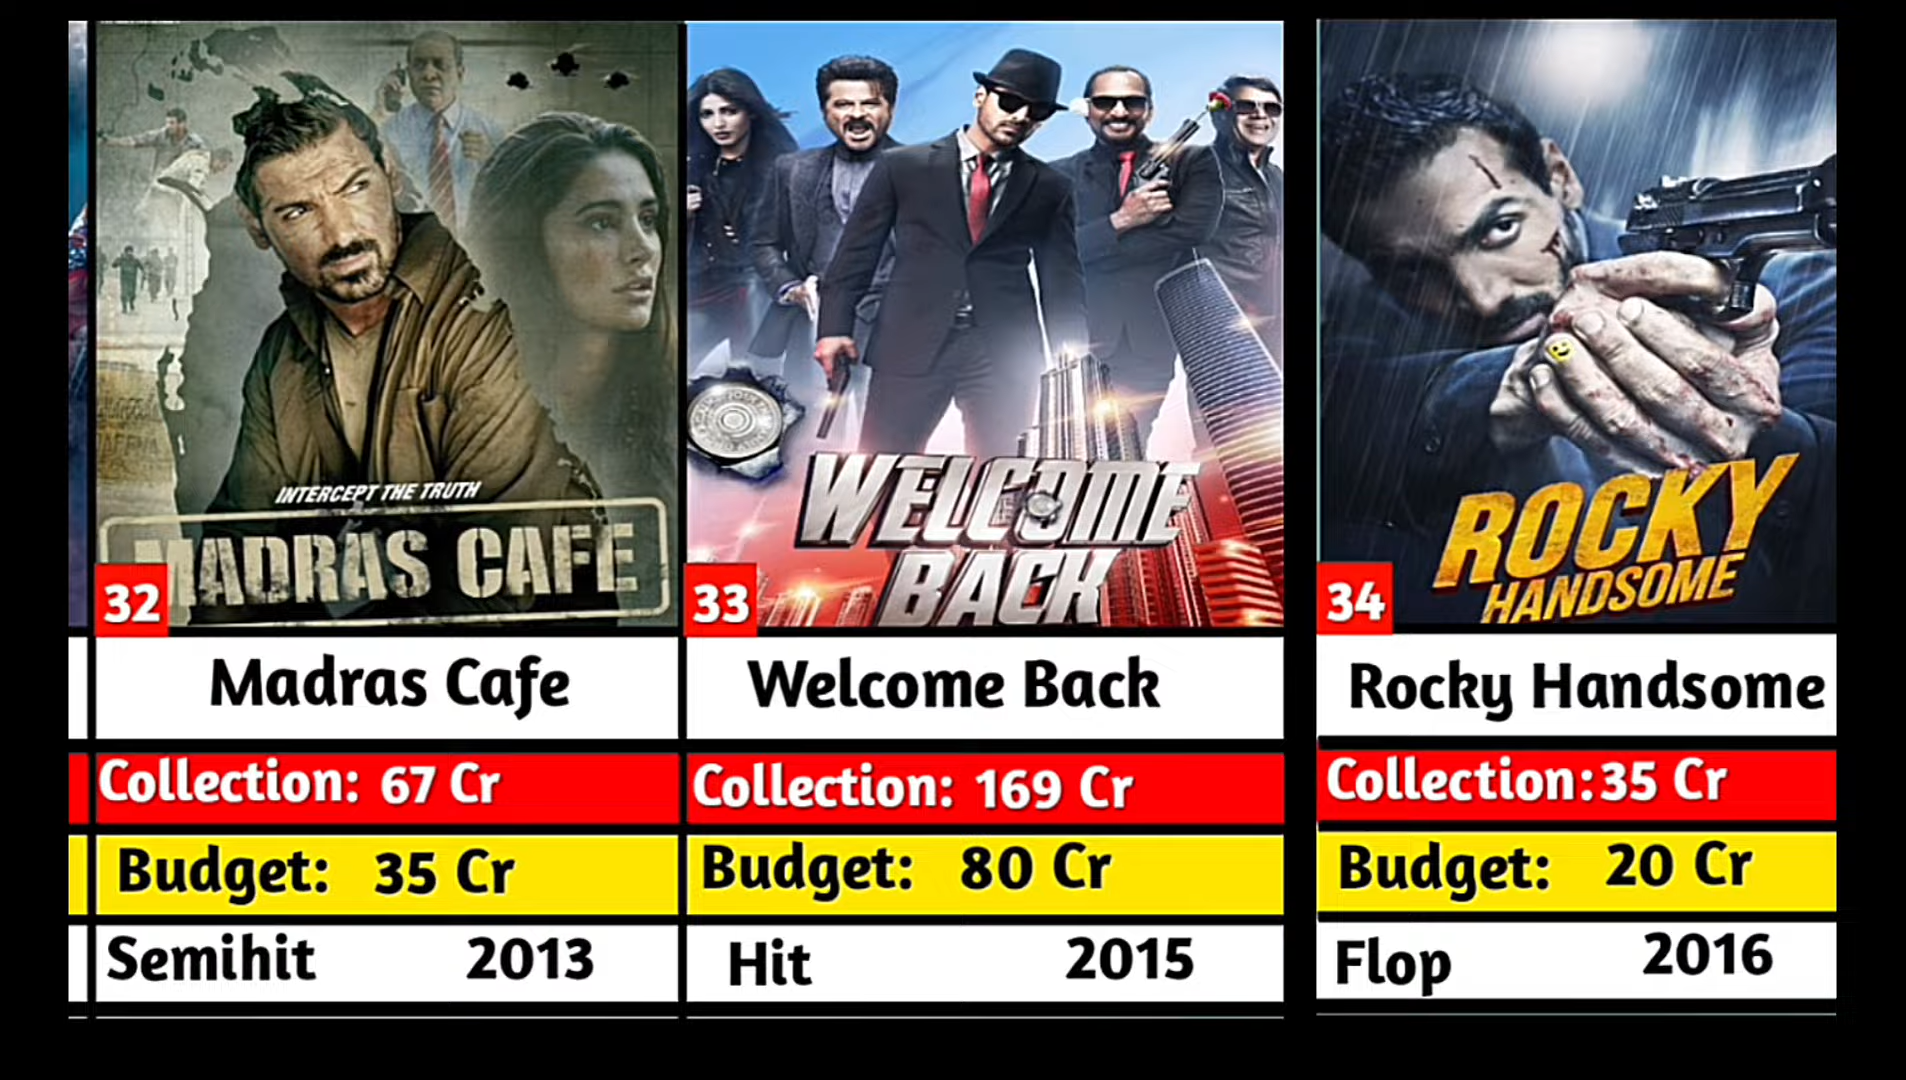 INTERCEPT THE TRUTH
MADRAS CAFE
32
Madras Cafe
Collection: 67 Cr
Budget: 35 Cr
Semihit 2013
WELCOME
BACK
33
Welcome Back
Collection: 169 Cr
Budget: 80 Cr
Hit 2015
ROCKY
HANDSOME
34
Rocky Handsome
Collection: 35 Cr
Budget: 20 Cr
Flop 2016